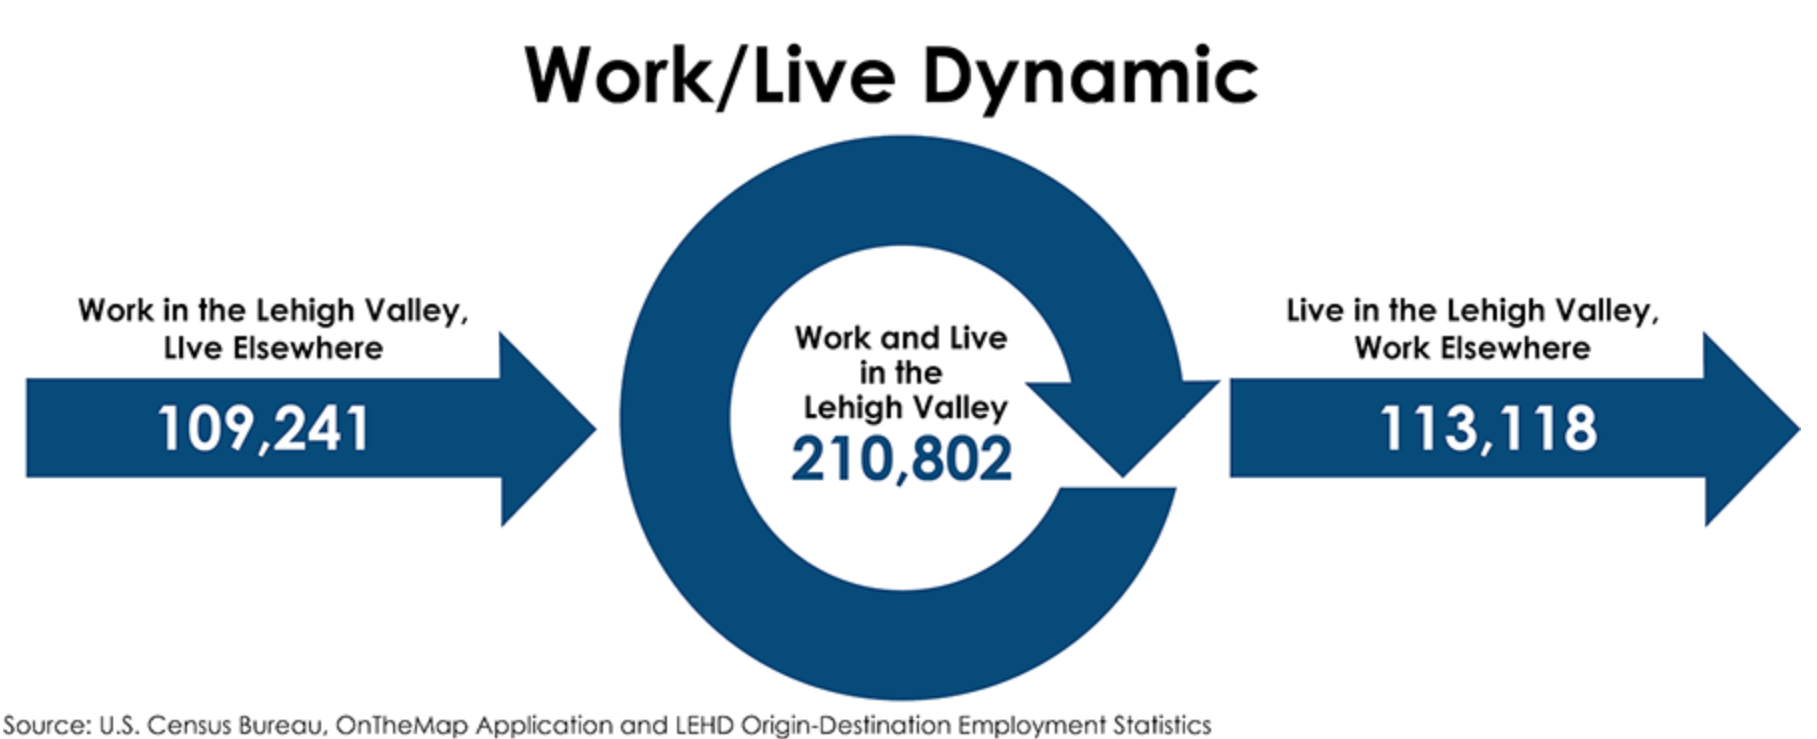 Work/Live Dynamic
Work in the Lehigh Valley,
LIve Elsewhere
109,241
Work and Live
in the
Lehigh Valley
210,802
Live in the Lehigh Valley,
Work Elsewhere
113,118
Source: U.S. Census Bureau, OnTheMap Application and LEHD Origin-Destination Employment Statistics